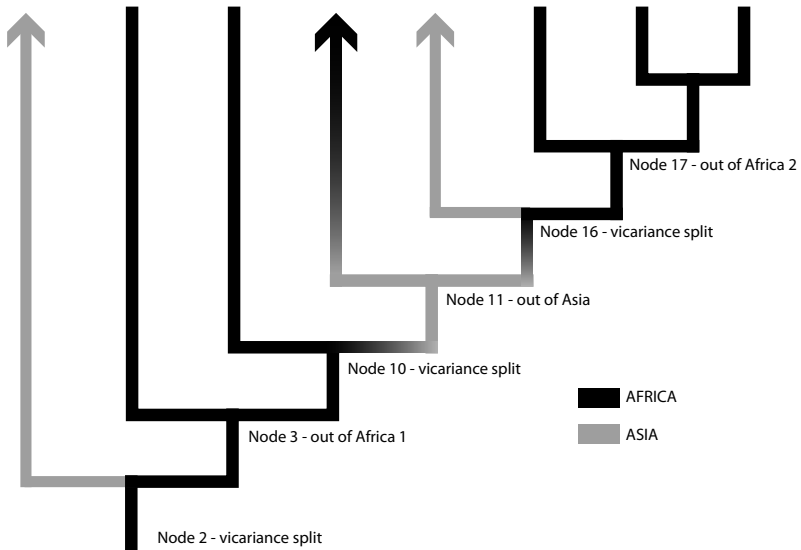 Node 17 - out of Africa 2
Node 16 - vicariance split
Node 11 - out of Asia
Node 10 - vicariance split
AFRICA
ASIA
Node 3 - out of Africa 1
Node 2 - vicariance split